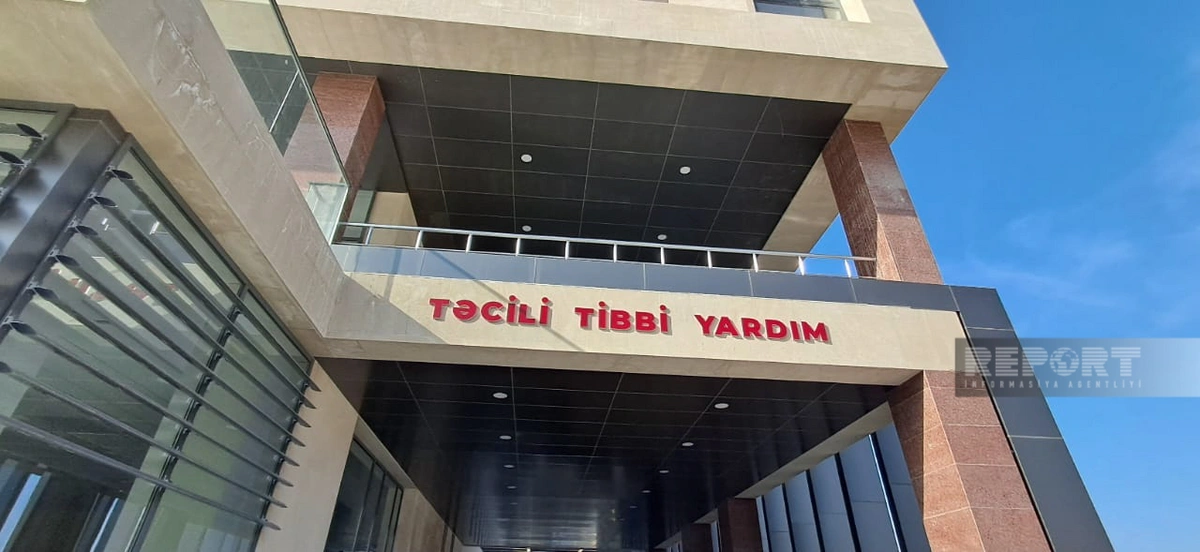 TƏCİLİ TİBBİ YARDIM
REPORT
İNFORMASİYA AGENTLİYİ